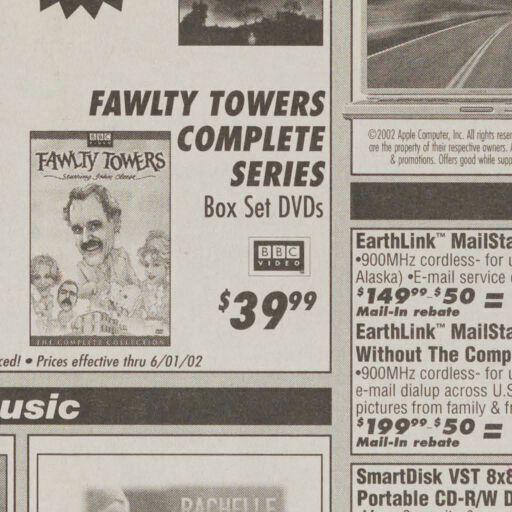 FAWLTY TOWERS
COMPLETE
SERIES
Box Set DVDs
BBC
VIDEO
FAWLTY TOWERS
Starring John Cleese
THE COMPLETE COLLECTION
BBC
VIDEO
$39.99
ced! • Prices effective thru 6/01/02
usic
RACHELLE
©2002 Apple Computer, Inc. All rights reser
are the property of their respective owners.
& promotions. Offers good while supp
EarthLink™ MailSta
•900MHz cordless- for u
Alaska) •E-mail service
$149.99-$50 =
Mail-In rebate
EarthLink™ MailSta
Without The Comp
•900MHz cordless- for u
e-mail dialup across U.S
pictures from family & f
$199.99-$50 =
Mail-In rebate
SmartDisk VST 8x8
Portable CD-R/W D